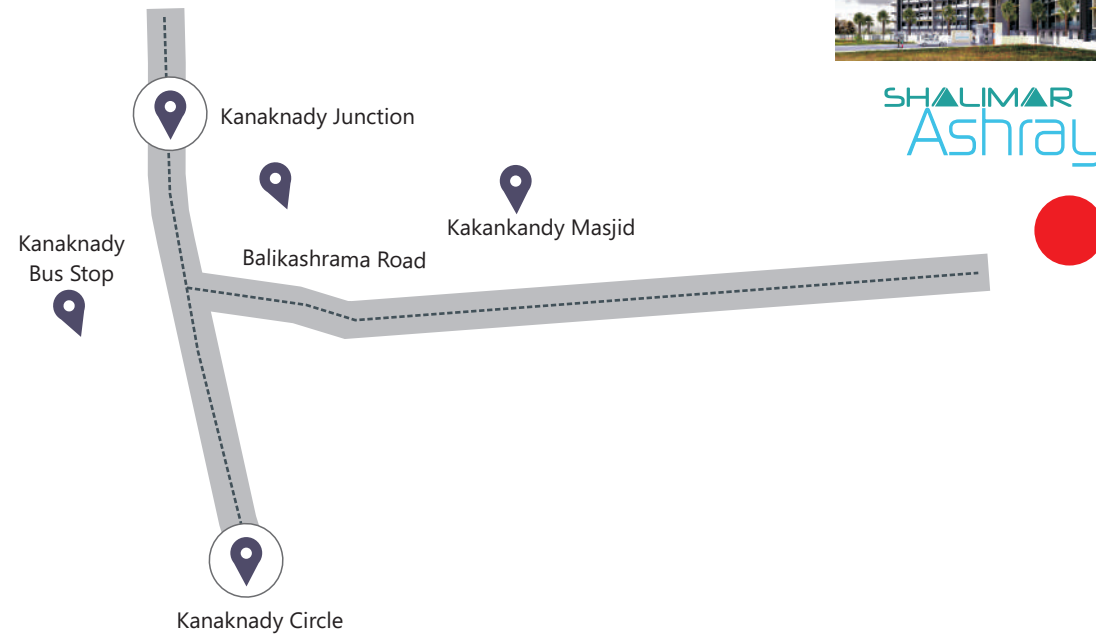 SHALIMAR
Ashray
Kanaknady Junction
Kakankandy Masjid
Kanaknady
Bus Stop
Balikashrama Road
Kanaknady Circle